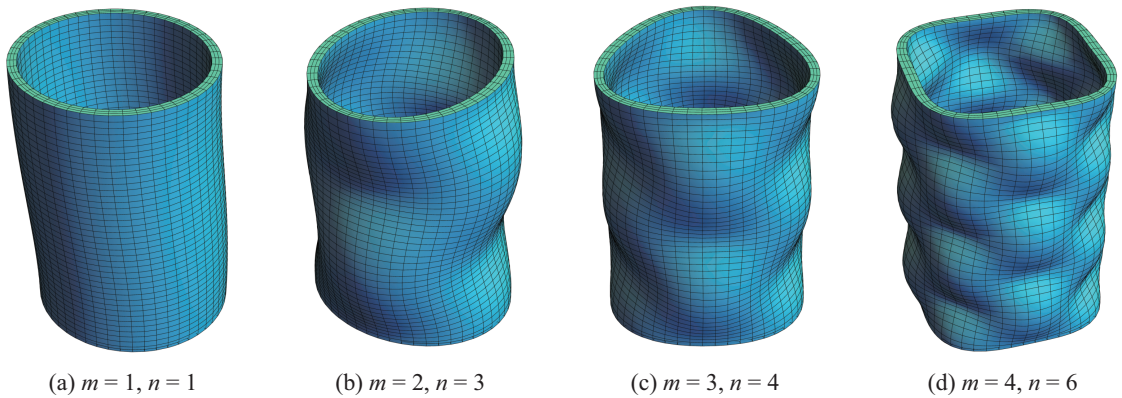 (a) m = 1, n = 1
(b) m = 2, n = 3
(c) m = 3, n = 4
(d) m = 4, n = 6